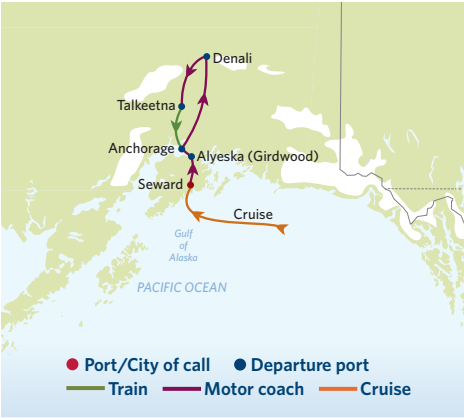 Denali
Talkeetna
Anchorage
Alyeska (Girdwood)
Seward
Cruise
Gulf
of
Alaska
PACIFIC OCEAN
Port/City of call Departure port
Train Motor coach Cruise